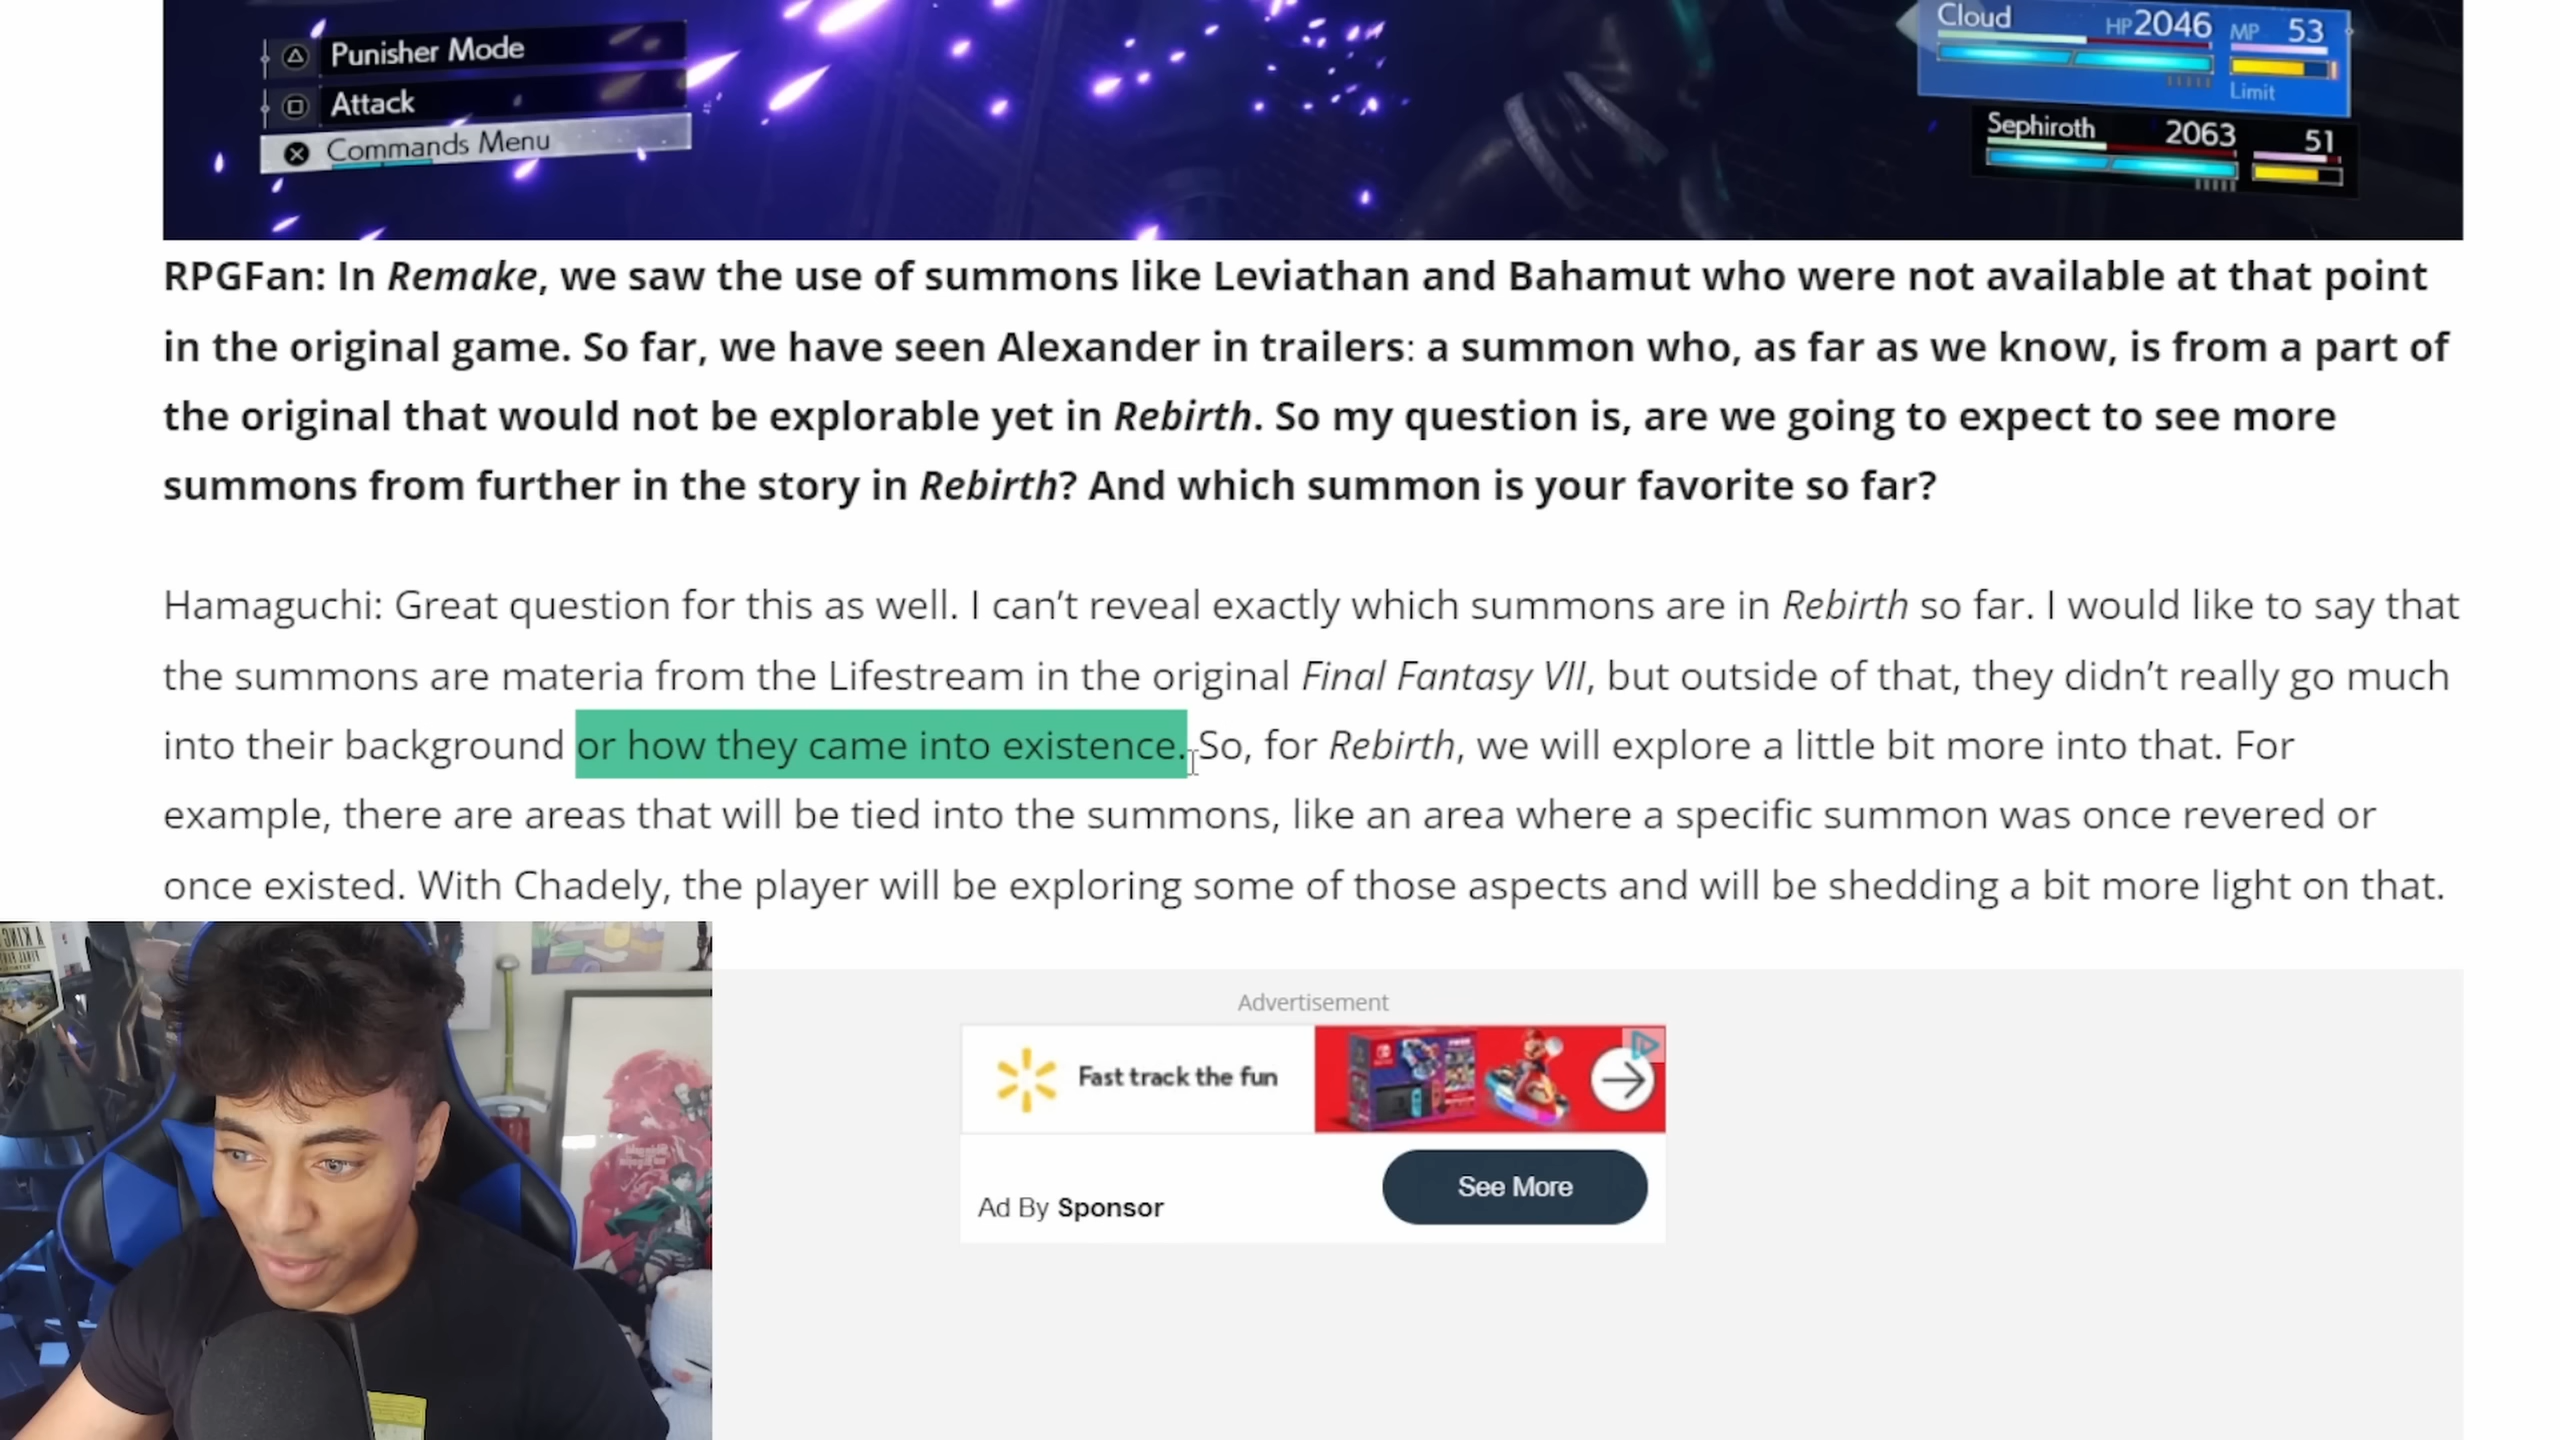 Punisher Mode
Attack
Commands Menu
Cloud HP 2046 MP 53
Limit
Sephiroth 2063 51
RPGFan: In Remake, we saw the use of summons like Leviathan and Bahamut who were not available at that point
in the original game. So far, we have seen Alexander in trailers: a summon who, as far as we know, is from a part of
the original that would not be explorable yet in Rebirth. So my question is, are we going to expect to see more
summons from further in the story in Rebirth? And which summon is your favorite so far?
Hamaguchi: Great question for this as well. I can’t reveal exactly which summons are in Rebirth so far. I would like to say that
the summons are materia from the Lifestream in the original Final Fantasy VII, but outside of that, they didn’t really go much
into their background or how they came into existence. So, for Rebirth, we will explore a little bit more into that. For
example, there are areas that will be tied into the summons, like an area where a specific summon was once revered or
once existed. With Chadely, the player will be exploring some of those aspects and will be shedding a bit more light on that.
Advertisement
Fast track the fun
Ad By Sponsor
See More